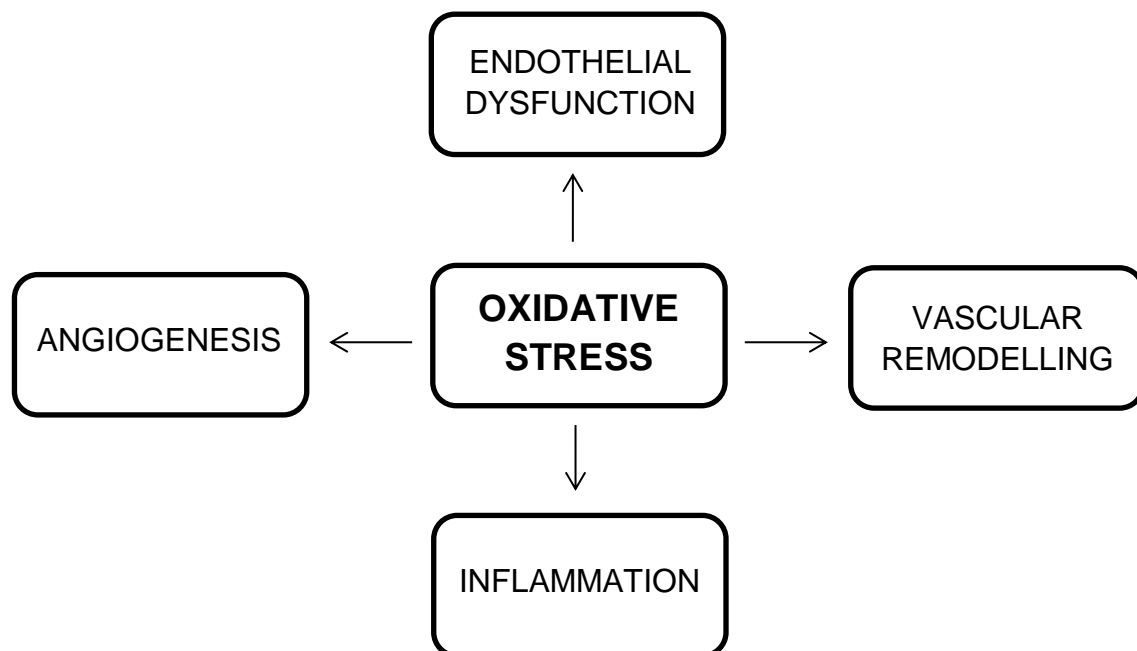 ENDOTHELIAL
DYSFUNCTION
ANGIOGENESIS
OXIDATIVE
STRESS
VASCULAR
REMODELLING
INFLAMMATION